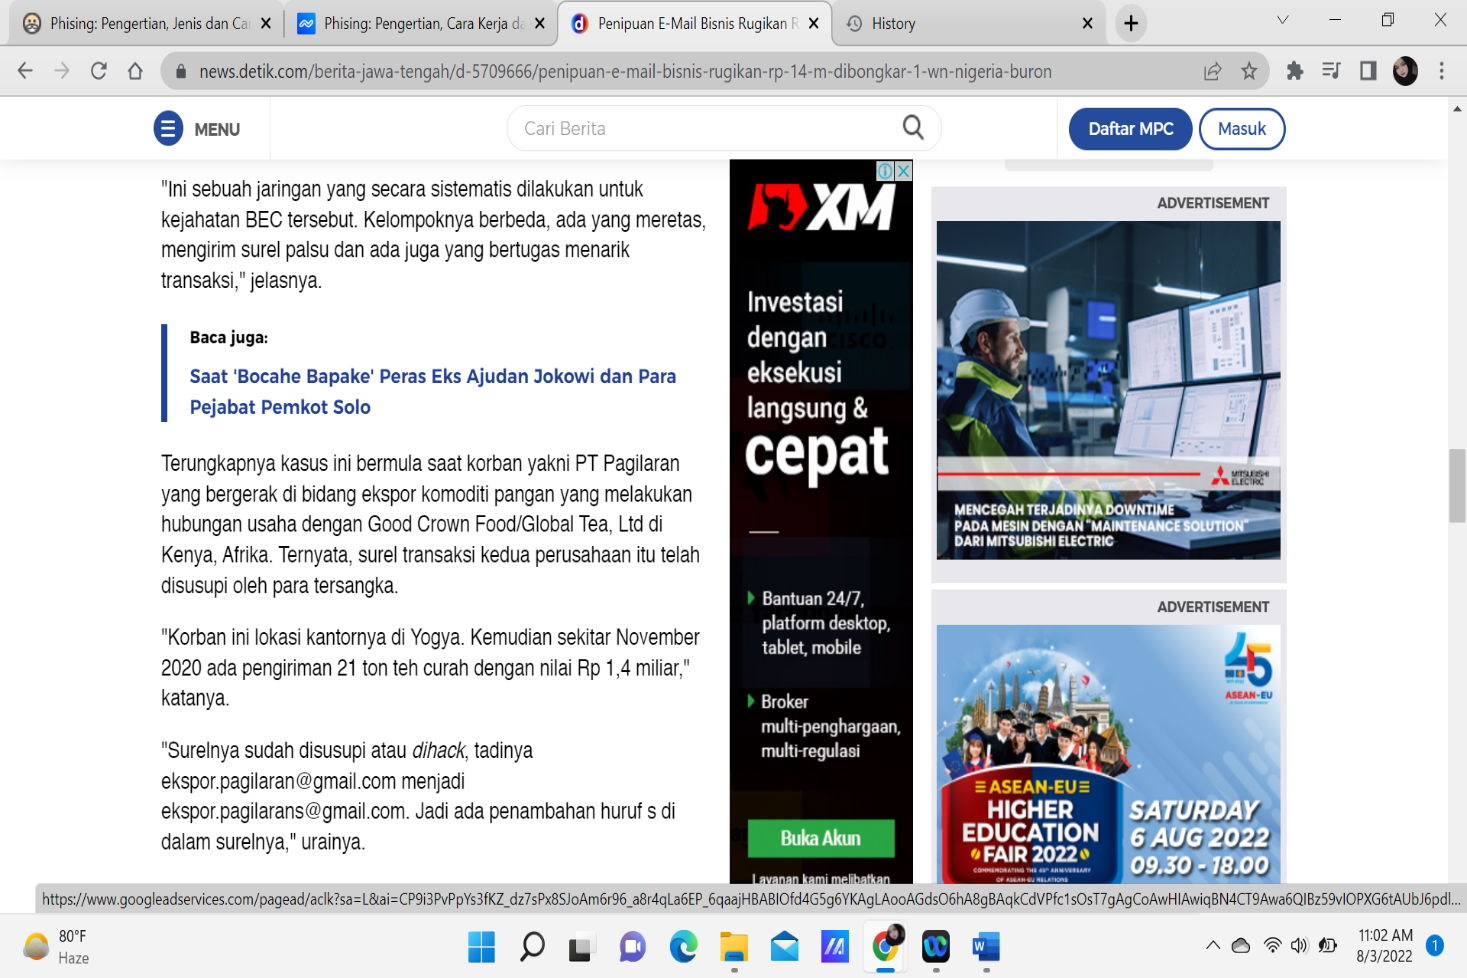 Phising: Pengertian, Jenis dan Ca
Phising: Pengertian, Cara Kerja da
Penipuan E-Mail Bisnis Rugikan R
History
news.detik.com/berita-jawa-tengah/d-5709666/penipuan-e-mail-bisnis-rugikan-rp-14-m-dibongkar-1-wn-nigeria-buron
MENU
Cari Berita
Daftar MPC
Masuk
"Ini sebuah jaringan yang secara sistematis dilakukan untuk
kejahatan BEC tersebut. Kelompoknya berbeda, ada yang meretas,
mengirim surel palsu dan ada juga yang bertugas menarik
transaksi," jelasnya.
Baca juga:
Saat 'Bocahe Bapake' Peras Eks Ajudan Jokowi dan Para
Pejabat Pemkot Solo
Terungkapnya kasus ini bermula saat korban yakni PT Pagilaran
yang bergerak di bidang ekspor komoditi pangan yang melakukan
hubungan usaha dengan Good Crown Food/Global Tea, Ltd di
Kenya, Afrika. Ternyata, surel transaksi kedua perusahaan itu telah
disusupi oleh para tersangka.
"Korban ini lokasi kantornya di Yogya. Kemudian sekitar November
2020 ada pengiriman 21 ton teh curah dengan nilai Rp 1,4 miliar,"
katanya.
"Surelnya sudah disusupi atau dihack, tadinya
ekspor.pagilaran@gmail.com menjadi
ekspor.pagilarans@gmail.com. Jadi ada penambahan huruf s di
dalam surelnya," urainya.
XM
Investasi
dengan
eksekusi
langsung &
cepat
Bantuan 24/7,
platform desktop,
tablet, mobile
Broker
multi-penghargaan,
multi-regulasi
Buka Akun
Layanan kami melibatkan
ADVERTISEMENT
MITSUBISHI
ELECTRIC
MENCEGAH TERJADINYA DOWNTIME
PADA MESIN DENGAN "MAINTENANCE SOLUTION"
DARI MITSUBISHI ELECTRIC
ADVERTISEMENT
45
ASEAN-EU
ASEAN-EU
HIGHER
EDUCATION
FAIR 2022
COMMEMORATING THE 45TH ANNIVERSARY
OF ASEAN-EU RELATIONS
SATURDAY
6 AUG 2022
09.30 - 18.00
80°F
Haze
11:02 AM
8/3/2022
1